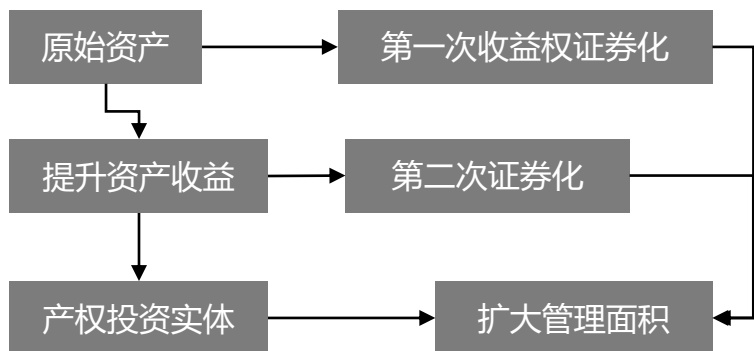 原始资产
第一次收益权证券化
提升资产收益
第二次证券化
产权投资实体
扩大管理面积